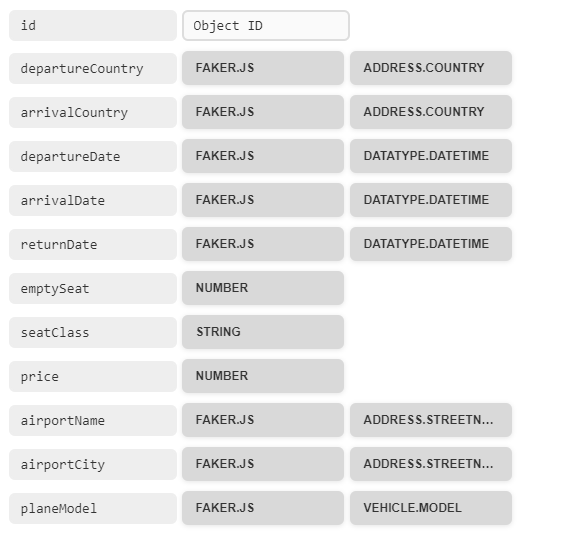 id Object ID
departureCountry FAKER.JS ADDRESS.COUNTRY
arrivalCountry FAKER.JS ADDRESS.COUNTRY
departureDate FAKER.JS DATATYPE.DATETIME
arrivalDate FAKER.JS DATATYPE.DATETIME
returnDate FAKER.JS DATATYPE.DATETIME
emptySeat NUMBER
seatClass STRING
price NUMBER
airportName FAKER.JS ADDRESS.STREETN...
airportCity FAKER.JS ADDRESS.STREETN...
planeModel FAKER.JS VEHICLE.MODEL